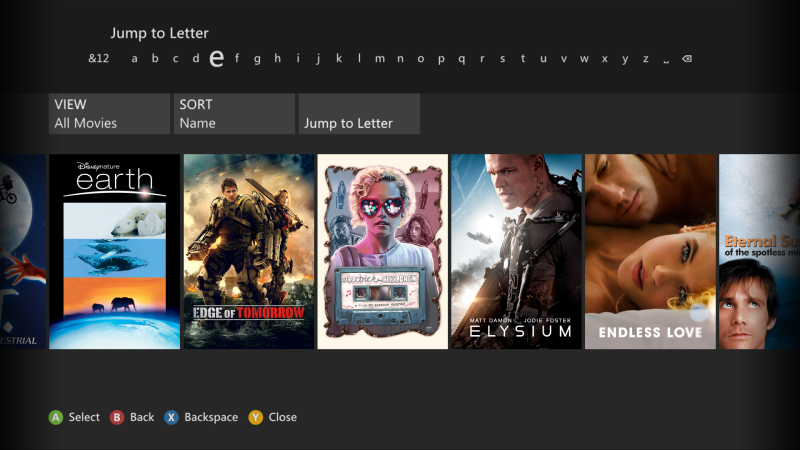 Jump to Letter
&12 a b c d e f g h i j k l m n o p q r s t u v w x y z ⌫
VIEW
All Movies
SORT
Name
Jump to Letter
ESTRIAL
Disneynature
earth
EDGE OF TOMORROW
electrick CHILDREN
MATT DAMON JODIE FOSTER
ELYSIUM
ENDLESS LOVE
Eternal Su
of the spotless mi
A Select B Back X Backspace Y Close